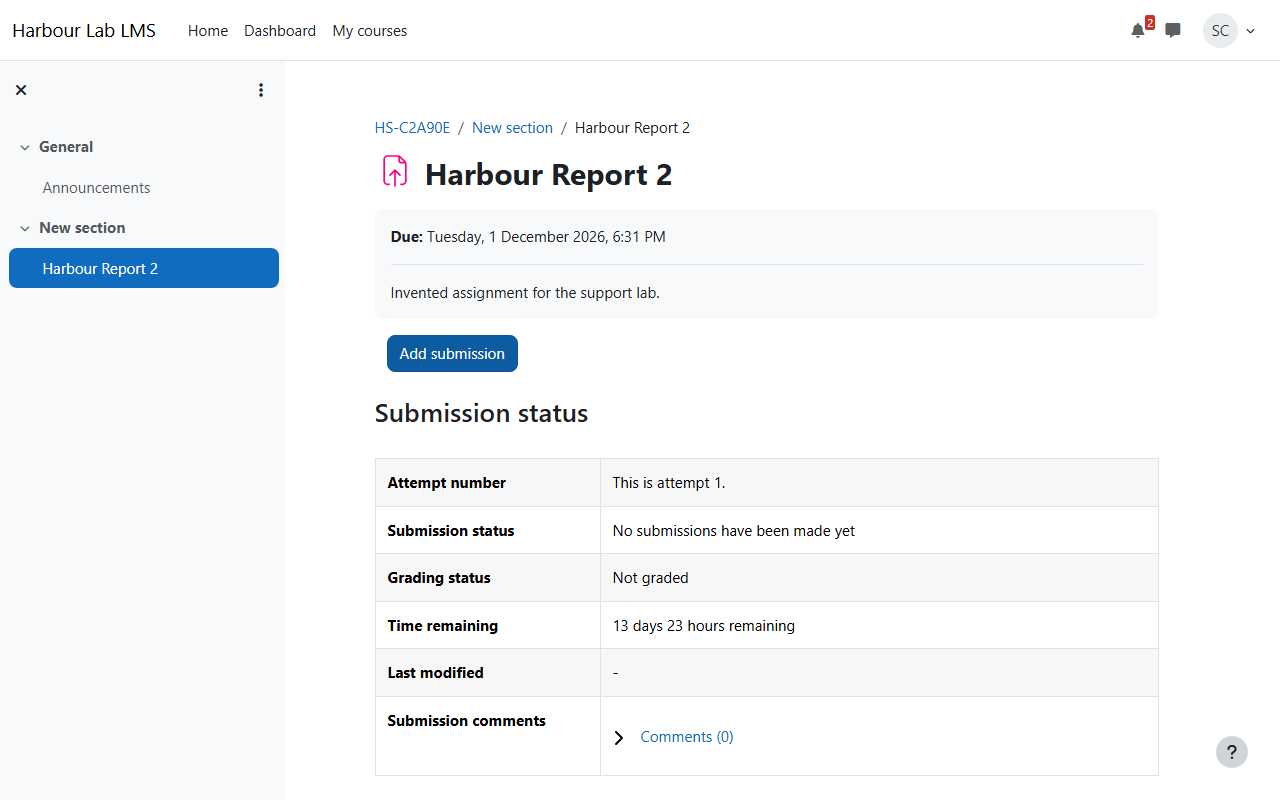 Harbour Lab LMS
Home
Dashboard
My courses
2
SC
General
Announcements
New section
Harbour Report 2
HS-C2A90E / New section / Harbour Report 2
Harbour Report 2
Due: Tuesday, 1 December 2026, 6:31 PM
Invented assignment for the support lab.
Add submission
Submission status
Attempt number This is attempt 1.
Submission status No submissions have been made yet
Grading status Not graded
Time remaining 13 days 23 hours remaining
Last modified -
Submission comments Comments (0)
?